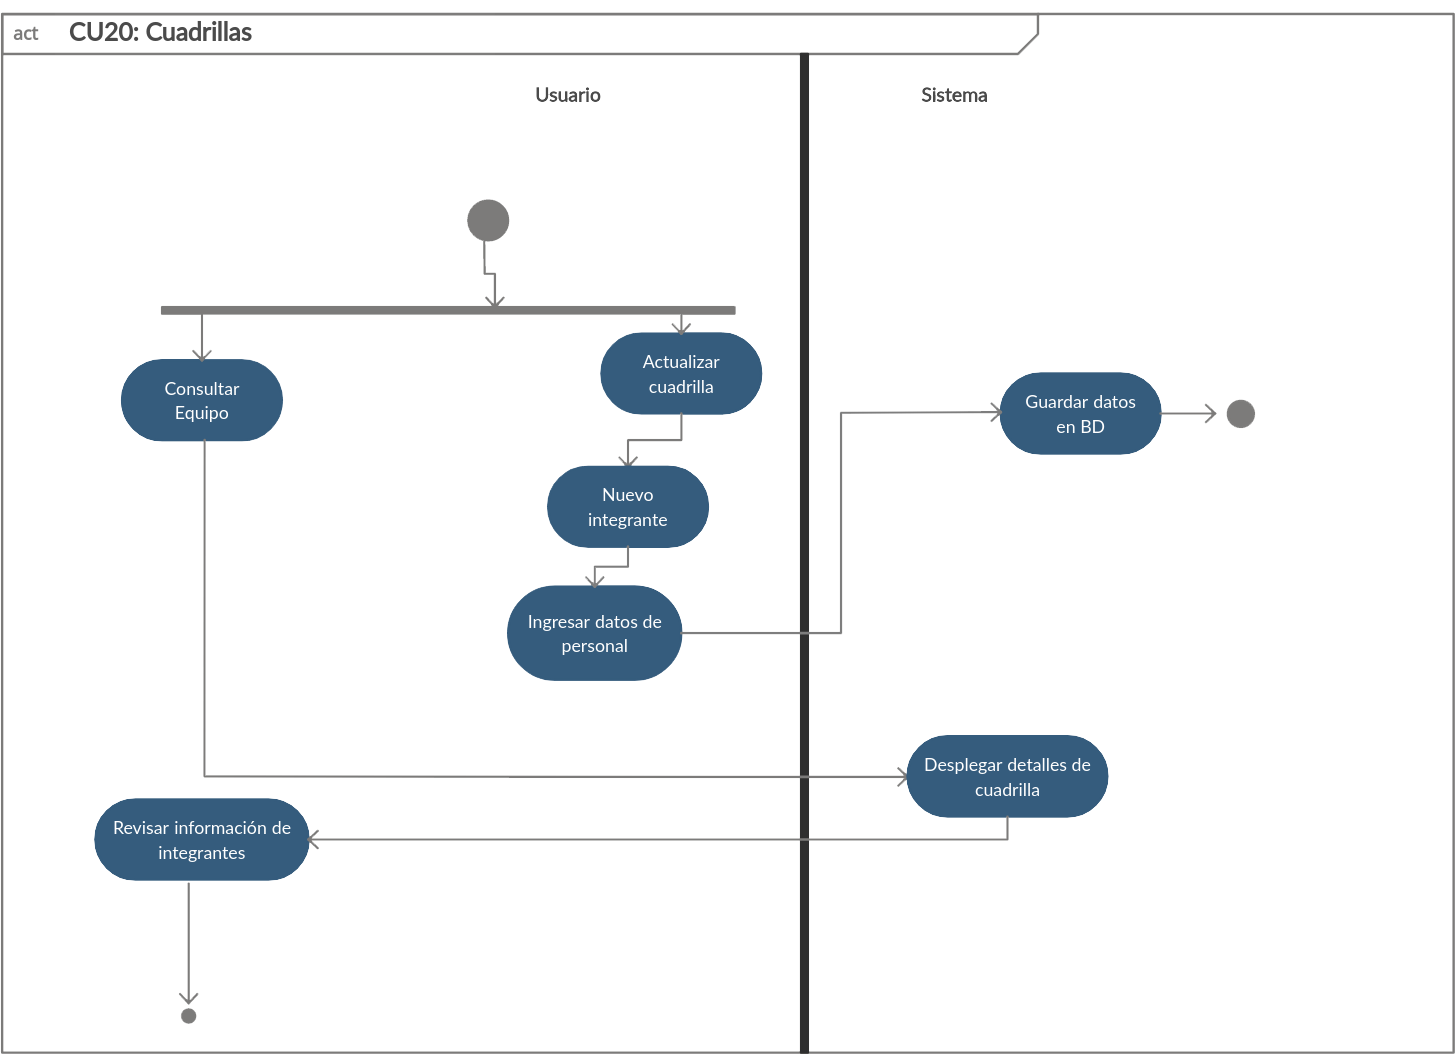 act CU20: Cuadrillas
Usuario
Sistema
Actualizar
cuadrilla
Consultar
Equipo
Guardar datos
en BD
Nuevo
integrante
Ingresar datos de
personal
Desplegar detalles de
cuadrilla
Revisar información de
integrantes